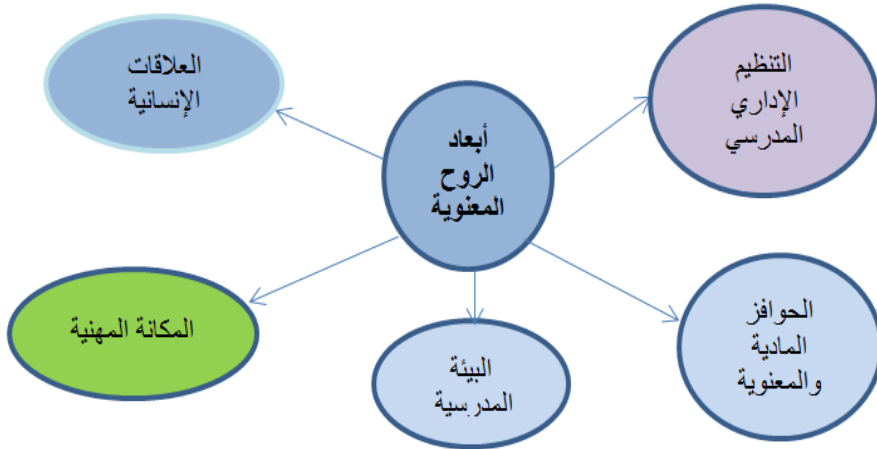 أبعاد
الروح
المعنوية
التنظيم
الإداري
المدرسي
العلاقات
الإنسانية
الحوافز
المادية
والمعنوية
البيئة
المدرسية
المكانة المهنية